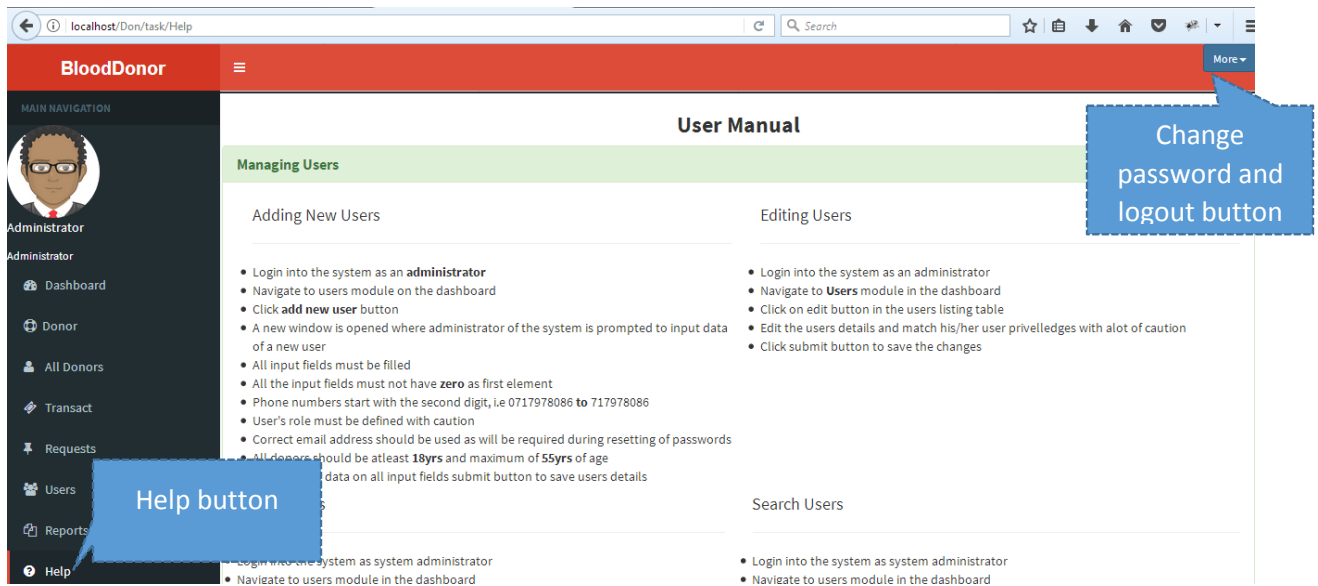 localhost/Don/task/Help
Search
BloodDonor
More
MAIN NAVIGATION
Administrator
Administrator
Dashboard
Donor
All Donors
Transact
Requests
Users
Reports
Help
User Manual
Managing Users
Adding New Users
Login into the system as an administrator
Navigate to users module on the dashboard
Click add new user button
A new window is opened where administrator of the system is prompted to input data
of a new user
All input fields must be filled
All the input fields must not have zero as first element
Phone numbers start with the second digit, i.e 0717978086 to 717978086
User's role must be defined with caution
Correct email address should be used as will be required during resetting of passwords
All donors should be atleast 18yrs and maximum of 55yrs of age
data on all input fields submit button to save users details
Editing Users
Login into the system as an administrator
Navigate to Users module in the dashboard
Click on edit button in the users listing table
Edit the users details and match his/her user privelledges with alot of caution
Click submit button to save the changes
Login into the system as system administrator
Navigate to users module in the dashboard
Search Users
Login into the system as system administrator
Navigate to users module in the dashboard
Change
password and
logout button
Help button